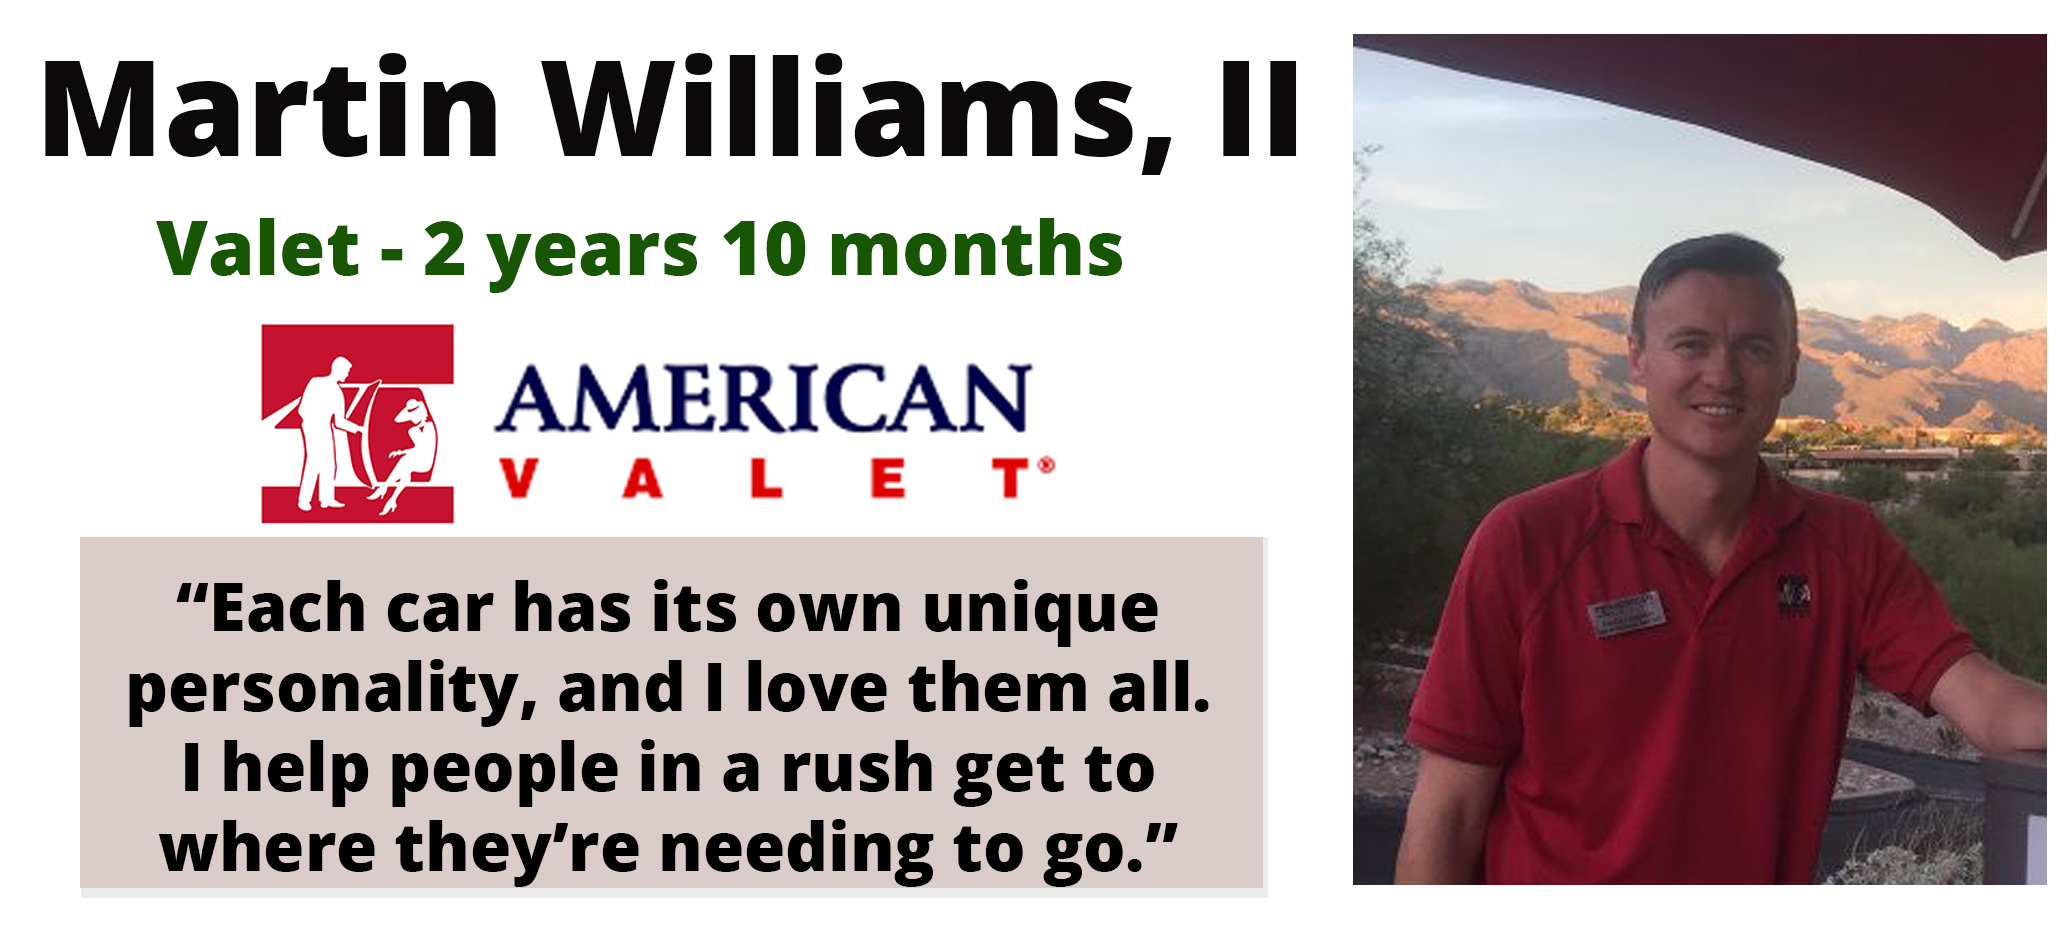 Martin Williams, II
Valet - 2 years 10 months
AMERICAN
VALET®
“Each car has its own unique
personality, and I love them all.
I help people in a rush get to
where they’re needing to go.”